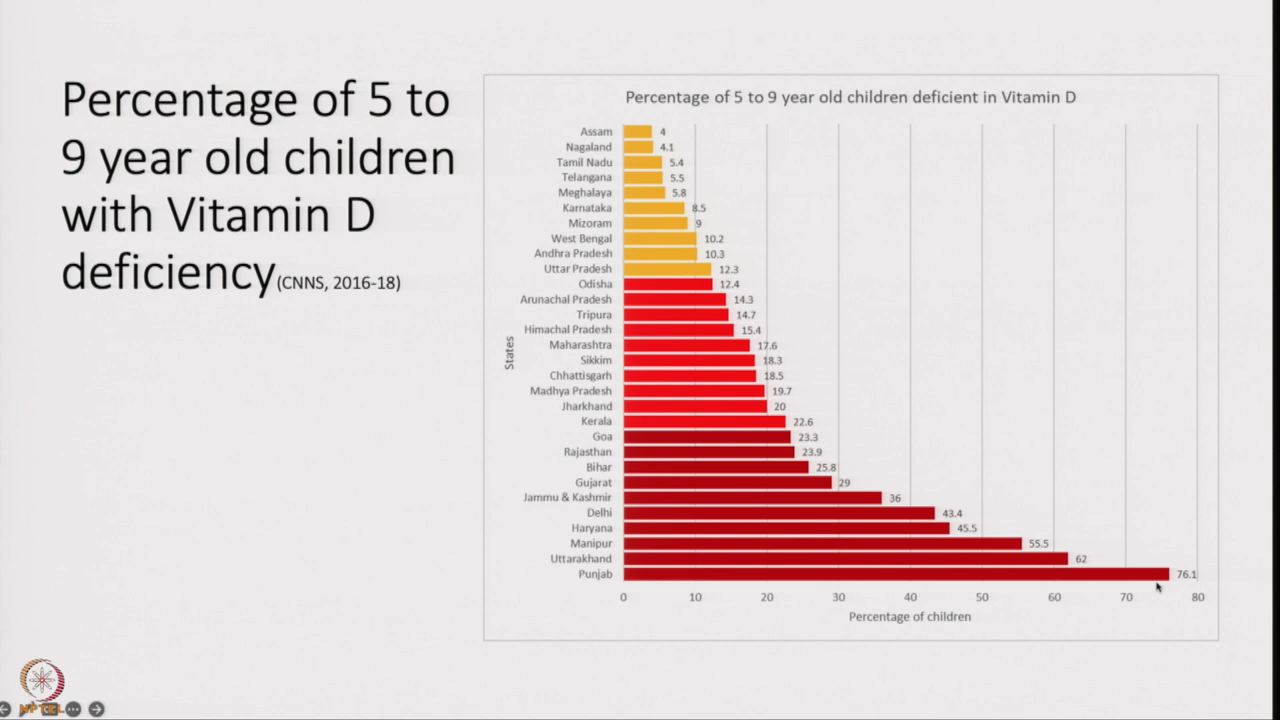 Percentage of 5 to
9 year old children
with Vitamin D
deficiency(CNNS, 2016-18)
Percentage of 5 to 9 year old children deficient in Vitamin D
States
Assam 4
Nagaland 4.1
Tamil Nadu 5.4
Telangana 5.5
Meghalaya 5.8
Karnataka 8.5
Mizoram 9
West Bengal 10.2
Andhra Pradesh 10.3
Uttar Pradesh 12.3
Odisha 12.4
Arunachal Pradesh 14.3
Tripura 14.7
Himachal Pradesh 15.4
Maharashtra 17.6
Sikkim 18.3
Chhattisgarh 18.5
Madhya Pradesh 19.7
Jharkhand 20
Kerala 22.6
Goa 23.3
Rajasthan 23.9
Bihar 25.8
Gujarat 29
Jammu & Kashmir 36
Delhi 43.4
Haryana 45.5
Manipur 55.5
Uttarakhand 62
Punjab 76.1
0 10 20 30 40 50 60 70 80
Percentage of children
NPTEL